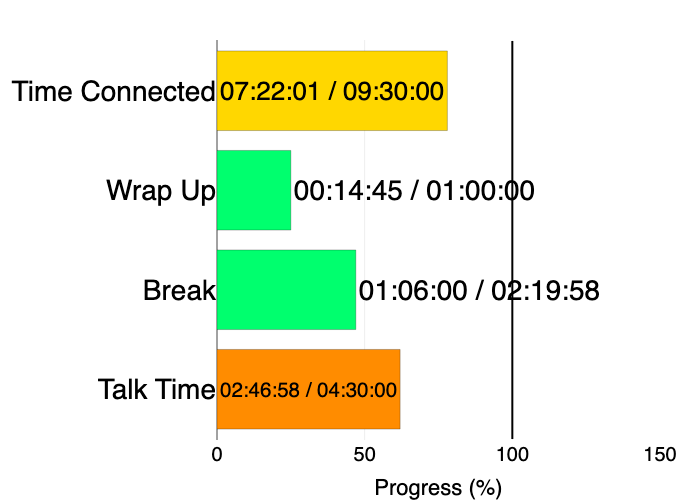 Time Connected 07:22:01 / 09:30:00
Wrap Up 00:14:45 / 01:00:00
Break 01:06:00 / 02:19:58
Talk Time 02:46:58 / 04:30:00
0 50 100 150
Progress (%)